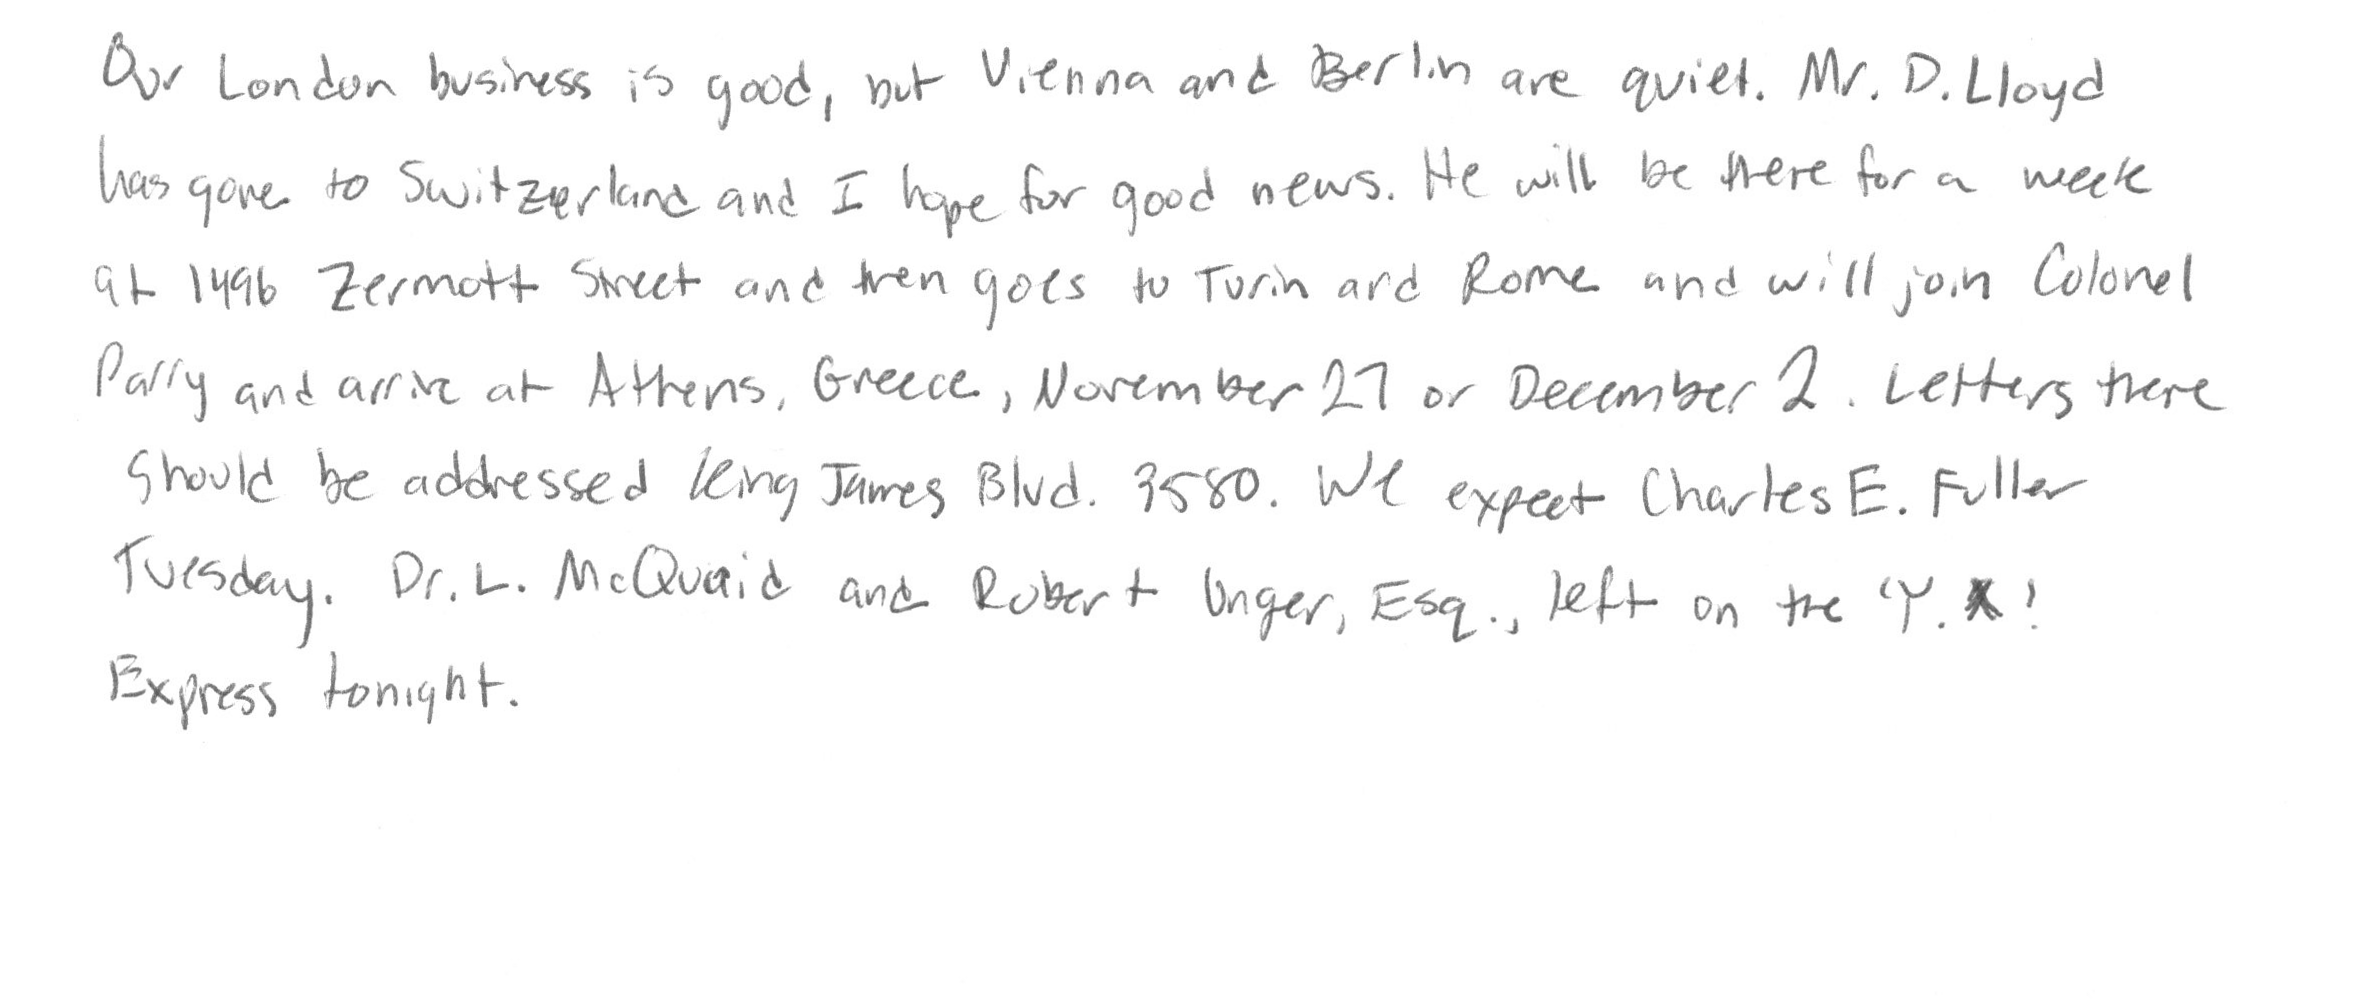 Our London business is good, but Vienna and Berlin are quiet. Mr. D. Lloyd
has gone to Switzerland and I hope for good news. He will be there for a week
at 1496 Zermott Street and then goes to Turin and Rome and will join Colonel
Parry and arrive at Athens, Greece, November 27 or December 2. Letters there
should be addressed King James Blvd. 3580. We expect Charles E. Fuller
Tuesday. Dr. L. McQuaid and Robert Unger, Esq., left on the 'Y. X'
Express tonight.